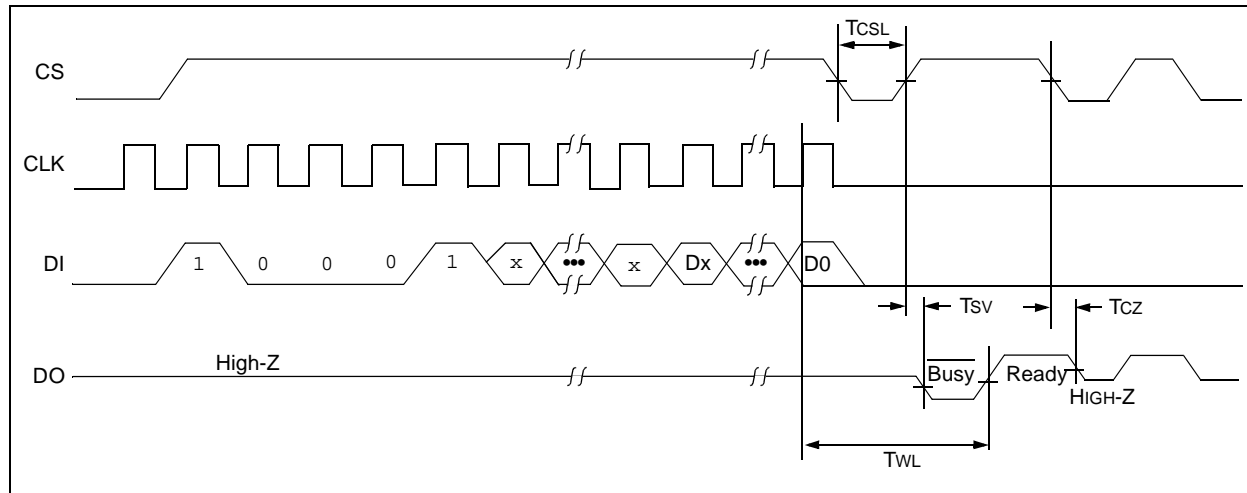 TCSL
CS
CLK
DI 1 0 0 0 1 x ••• x Dx ••• D0
TSV TCZ
DO High-Z Busy Ready
HIGH-Z
TWL